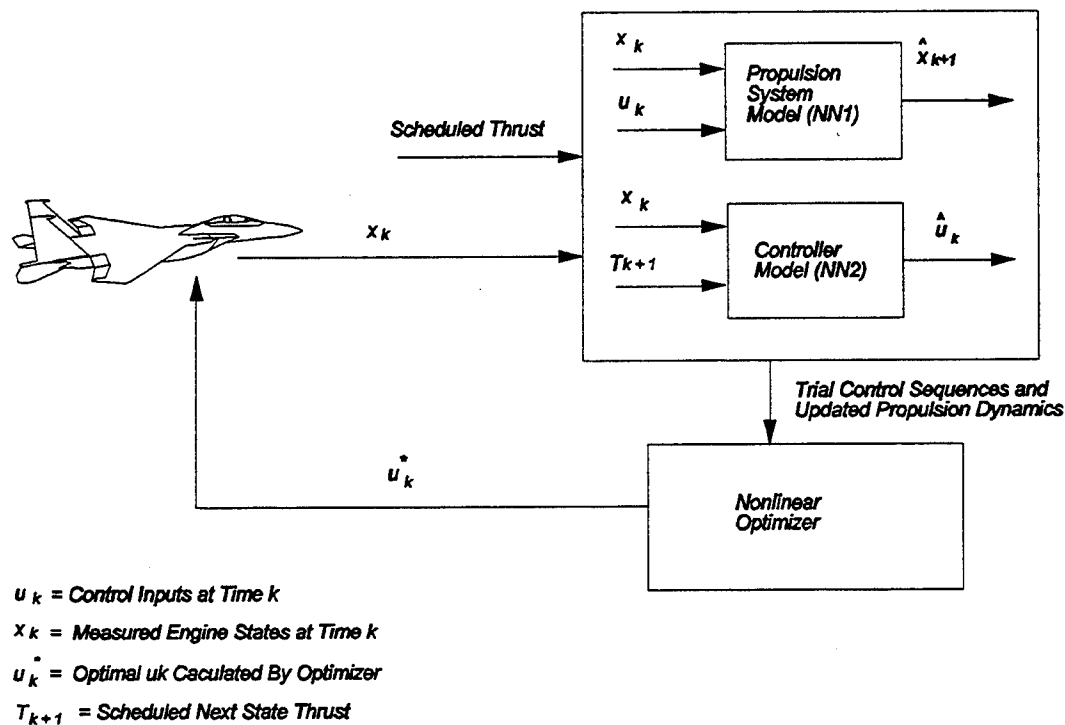 x k
u k
Propulsion
System
Model (NN1)
x̂ k+1
Scheduled Thrust
x k
x k
T k+1
Controller
Model (NN2)
û k
Trial Control Sequences and
Updated Propulsion Dynamics
u k *
Nonlinear
Optimizer
u k = Control Inputs at Time k
x k = Measured Engine States at Time k
u k * = Optimal uk Caculated By Optimizer
T k+1 = Scheduled Next State Thrust